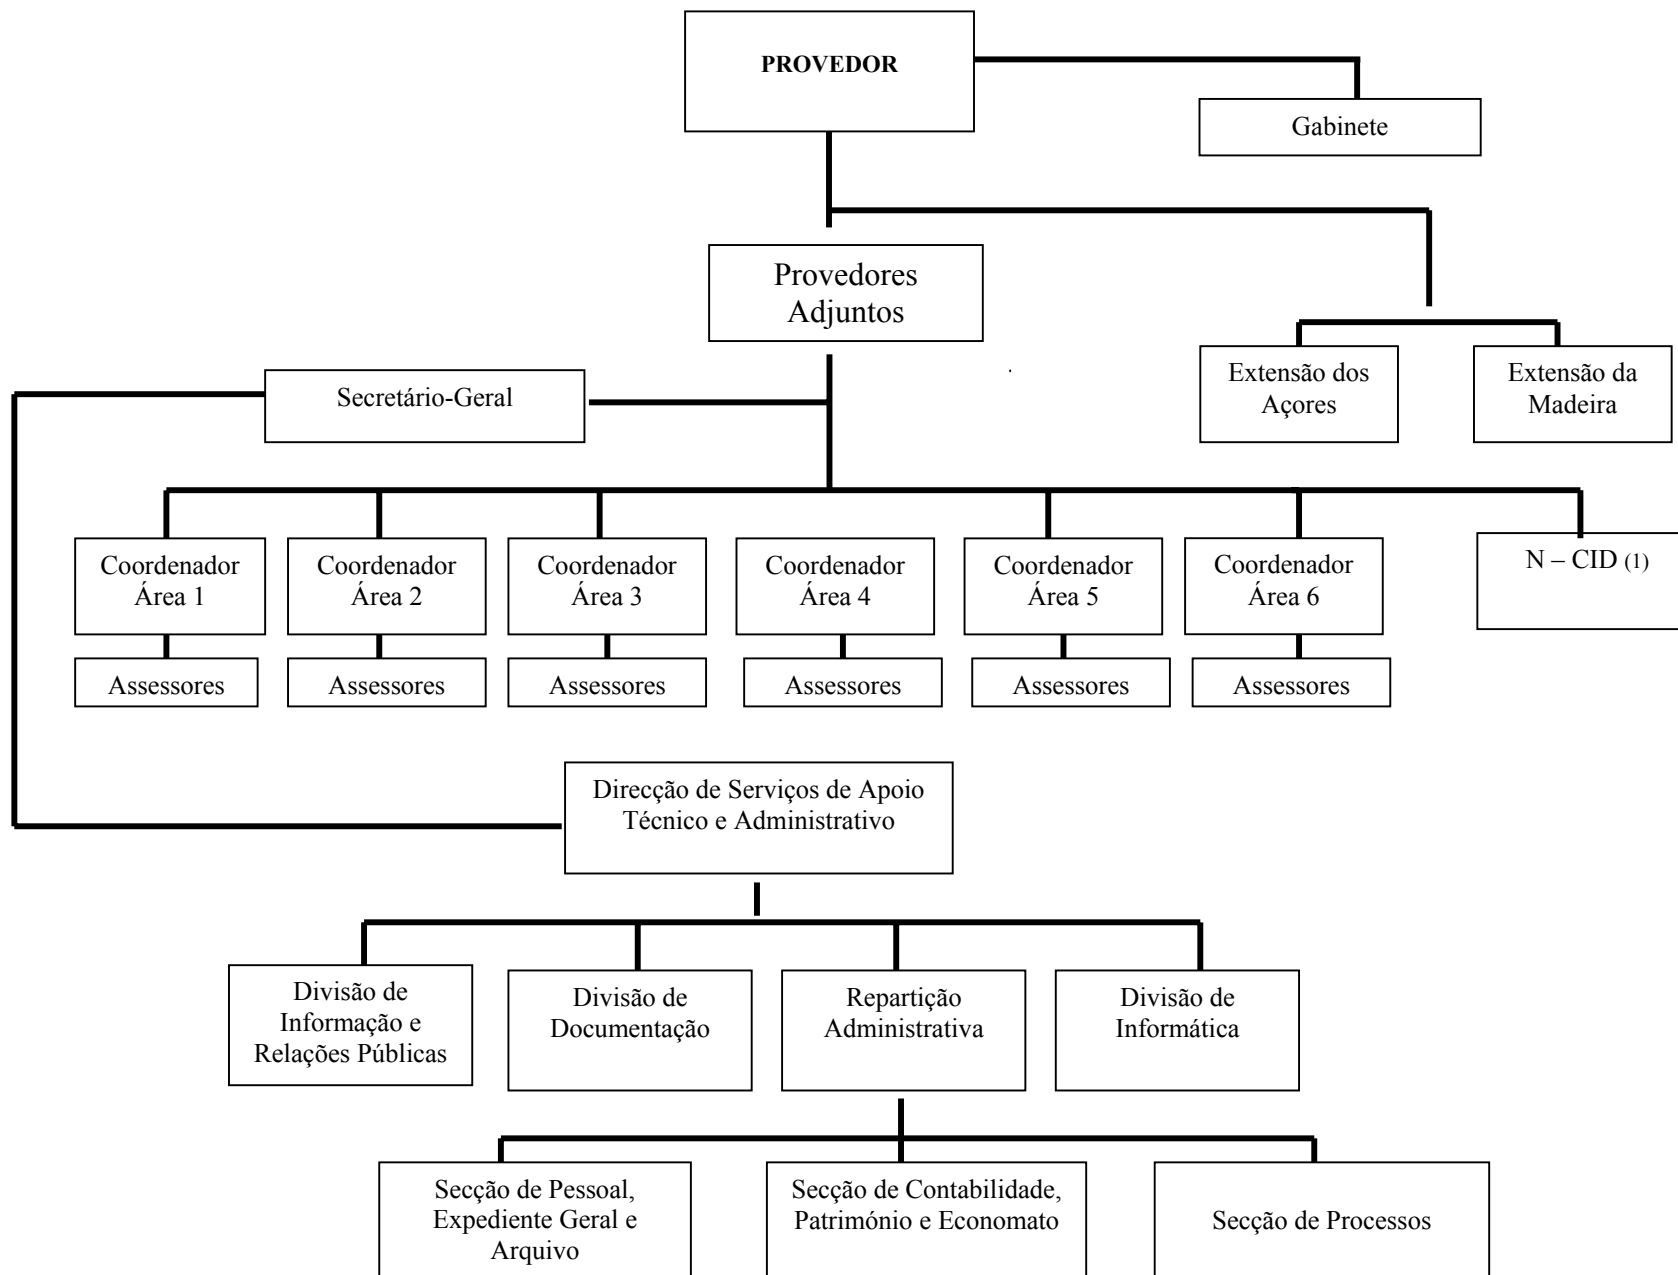 PROVEDOR
Gabinete
Provedores
Adjuntos
Extensão dos
Açores
Extensão da
Madeira
Secretário-Geral
Coordenador
Área 1
Coordenador
Área 2
Coordenador
Área 3
Coordenador
Área 4
Coordenador
Área 5
Coordenador
Área 6
N – CID (1)
Assessores
Assessores
Assessores
Assessores
Assessores
Assessores
Direcção de Serviços de Apoio
Técnico e Administrativo
Divisão de
Informação e
Relações Públicas
Divisão de
Documentação
Repartição
Administrativa
Divisão de
Informática
Secção de Pessoal,
Expediente Geral e
Arquivo
Secção de Contabilidade,
Património e Economato
Secção de Processos